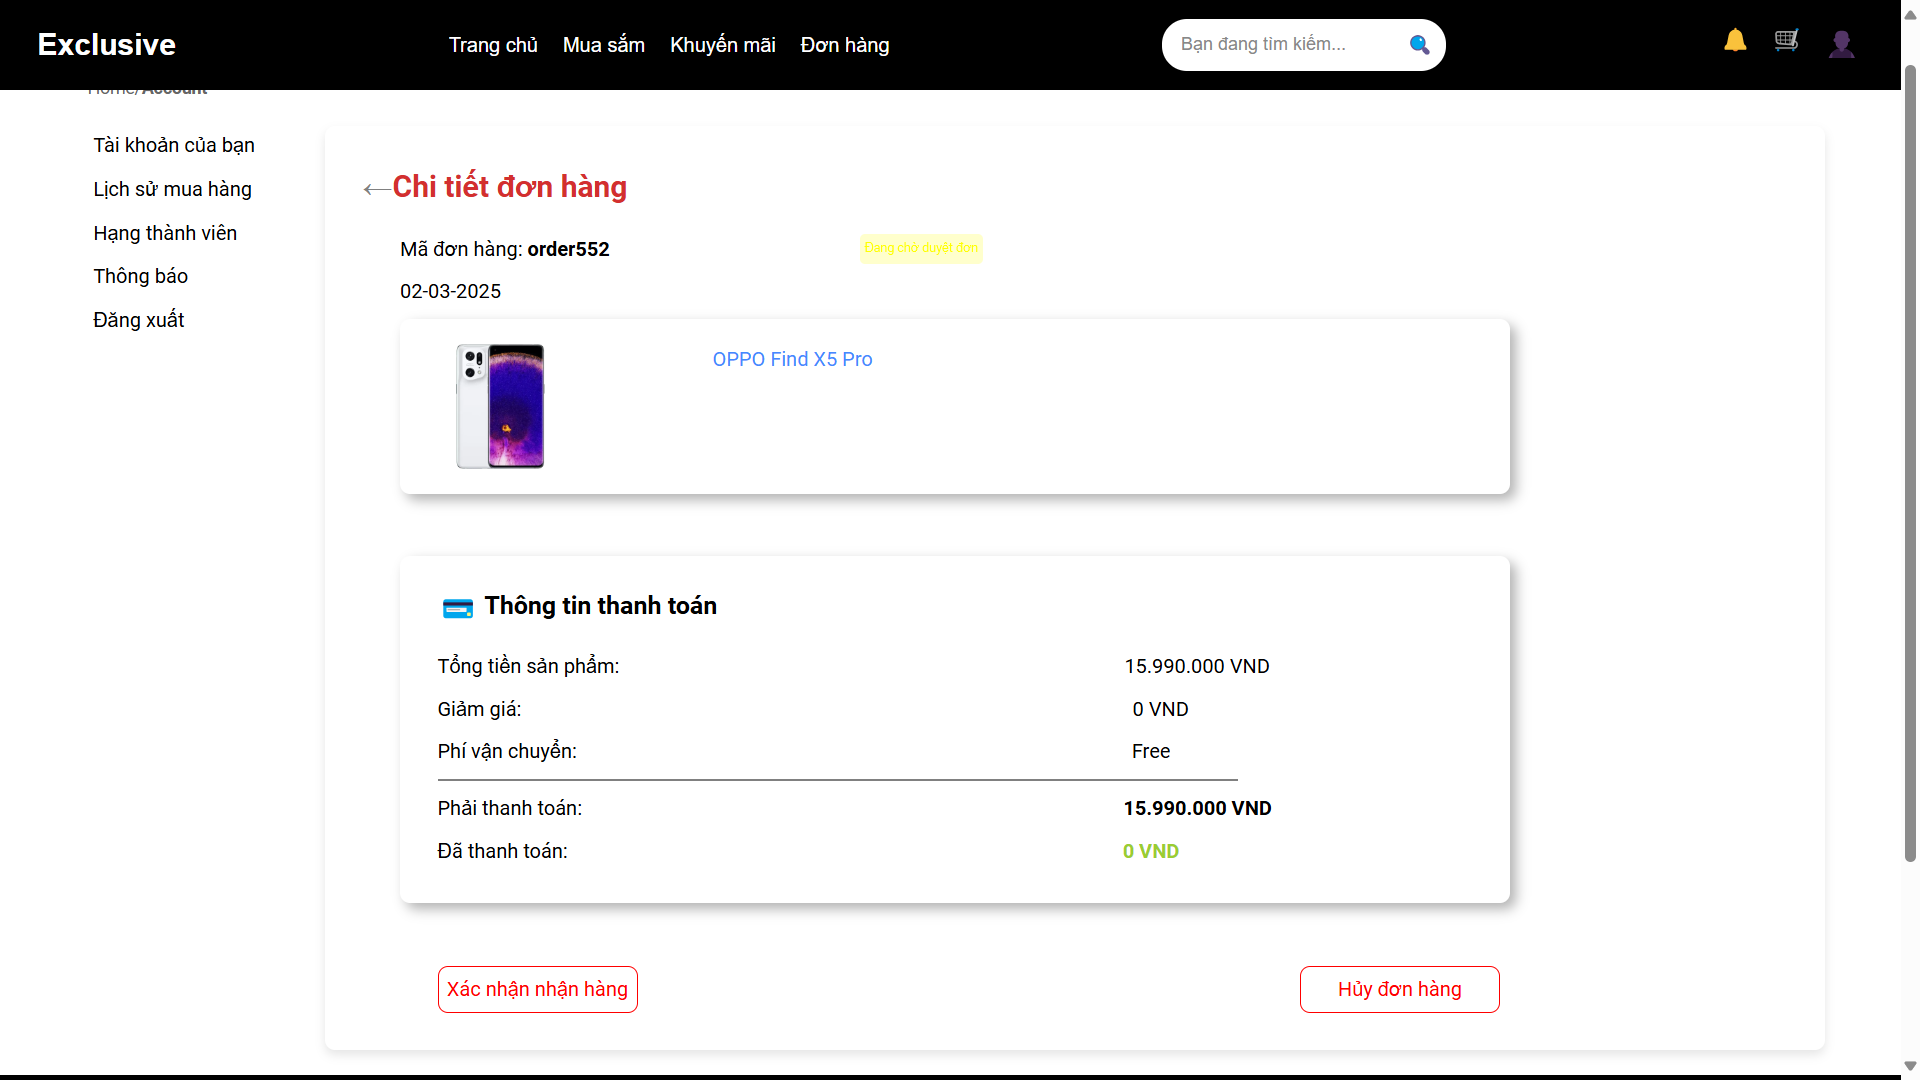 Exclusive
Trang chủ
Mua sắm
Khuyến mãi
Đơn hàng
Bạn đang tìm kiếm...
Home/Account
Tài khoản của bạn
Lịch sử mua hàng
Hạng thành viên
Thông báo
Đăng xuất
Chi tiết đơn hàng
Mã đơn hàng: order552
Đang chờ duyệt đơn
02-03-2025
OPPO Find X5 Pro
Thông tin thanh toán
Tổng tiền sản phẩm: 15.990.000 VND
Giảm giá: 0 VND
Phí vận chuyển: Free
Phải thanh toán: 15.990.000 VND
Đã thanh toán: 0 VND
Xác nhận nhận hàng
Hủy đơn hàng